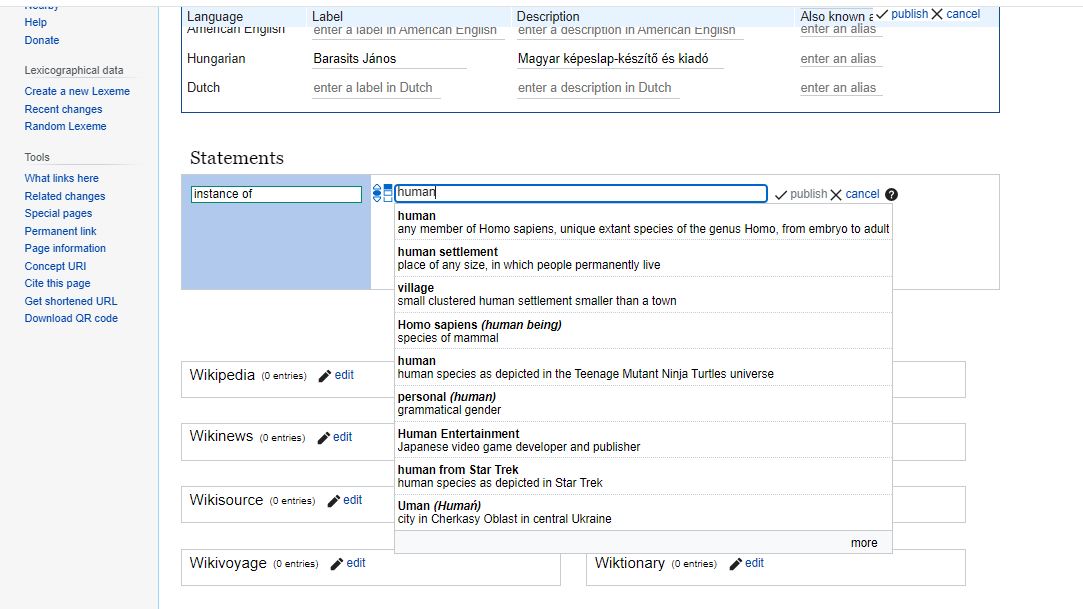 Nearby
Help
Donate
Lexicographical data
Create a new Lexeme
Recent changes
Random Lexeme
Tools
What links here
Related changes
Special pages
Permanent link
Page information
Concept URI
Cite this page
Get shortened URL
Download QR code
Language Label Description Also known a publish cancel
American English enter a label in American English enter a description in American English enter an alias
Hungarian Barasits János Magyar képeslap-készítő és kiadó enter an alias
Dutch enter a label in Dutch enter a description in Dutch enter an alias
Statements
instance of human publish cancel ?
human
any member of Homo sapiens, unique extant species of the genus Homo, from embryo to adult
human settlement
place of any size, in which people permanently live
village
small clustered human settlement smaller than a town
Homo sapiens (human being)
species of mammal
human
human species as depicted in the Teenage Mutant Ninja Turtles universe
personal (human)
grammatical gender
Human Entertainment
Japanese video game developer and publisher
human from Star Trek
human species as depicted in Star Trek
Uman (Humań)
city in Cherkasy Oblast in central Ukraine
more
Wikipedia (0 entries) edit
Wikinews (0 entries) edit
Wikisource (0 entries) edit
Wikivoyage (0 entries) edit
Wiktionary (0 entries) edit